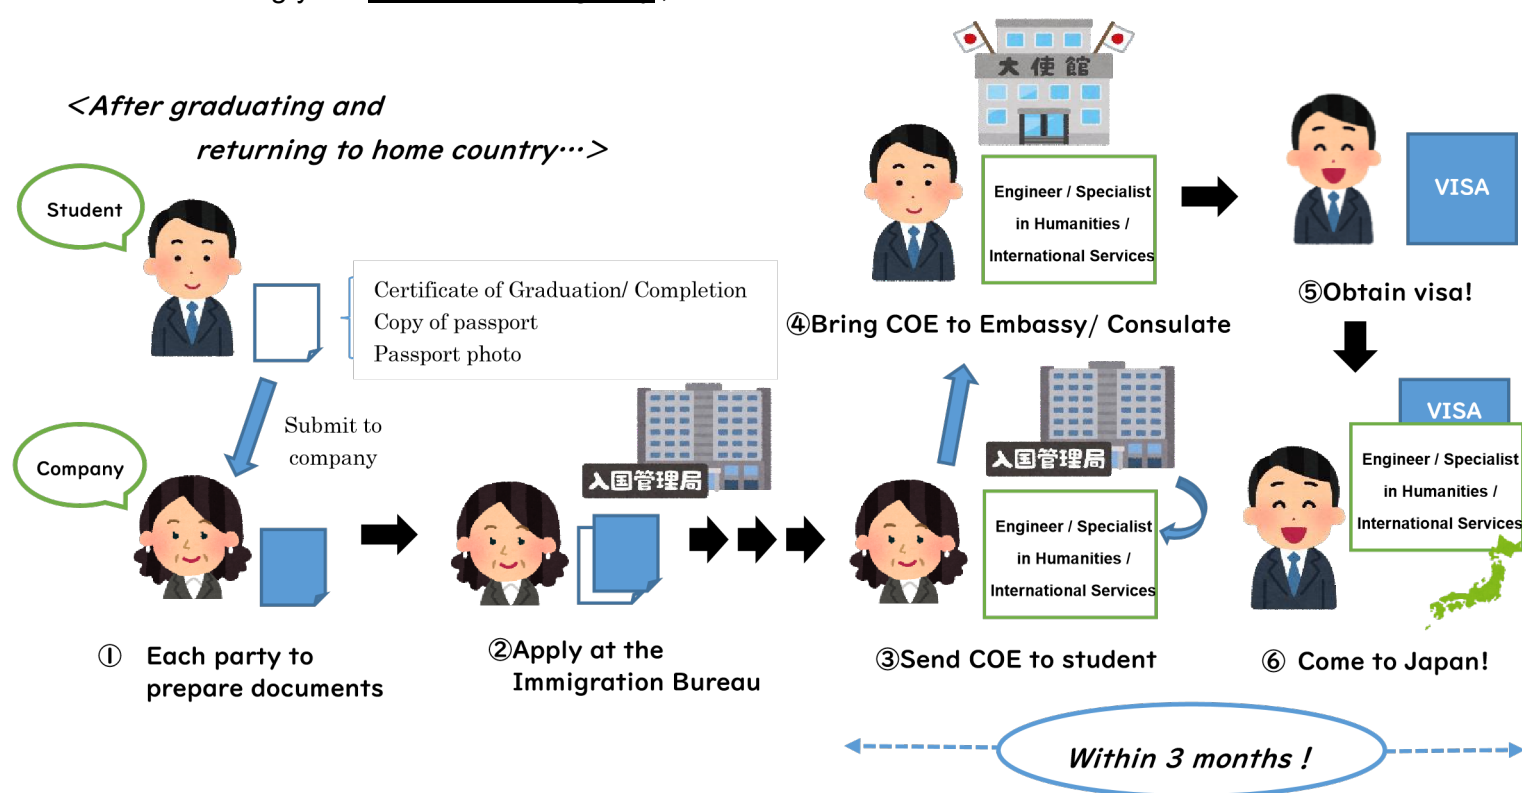 <After graduating and
returning to home country…>
Student
Certificate of Graduation/ Completion
Copy of passport
Passport photo
Submit to
company
Company
① Each party to
prepare documents
入国管理局
②Apply at the
Immigration Bureau
入国管理局
Engineer / Specialist
in Humanities /
International Services
③Send COE to student
大使館
Engineer / Specialist
in Humanities /
International Services
④Bring COE to Embassy/ Consulate
VISA
⑤Obtain visa!
VISA
Engineer / Specialist
in Humanities /
International Services
⑥ Come to Japan!
Within 3 months !